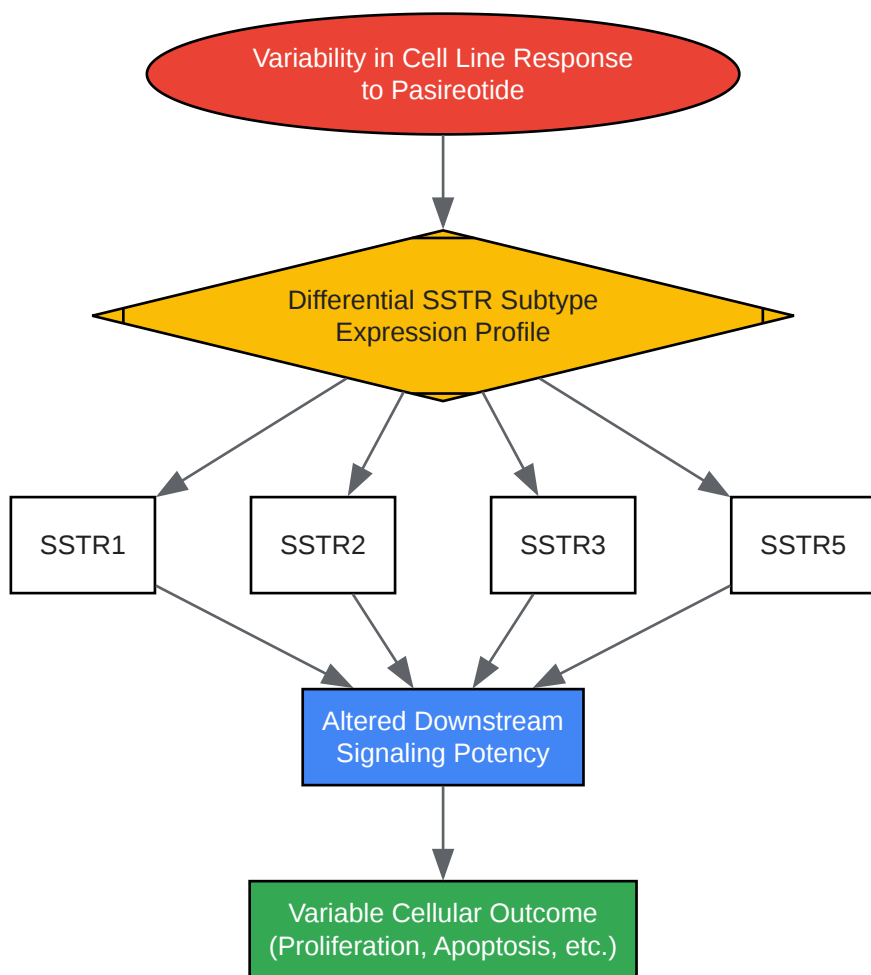 Variability in Cell Line Response
to Pasireotide
Differential SSTR Subtype
Expression Profile
SSTR1
SSTR2
SSTR3
SSTR5
Altered Downstream
Signaling Potency
Variable Cellular Outcome
(Proliferation, Apoptosis, etc.)